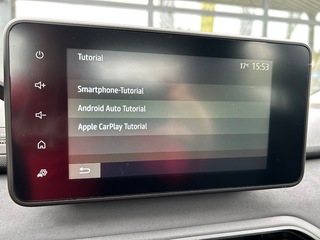 Tutorial
17°C 15:53
Smartphone-Tutorial
Android Auto Tutorial
Apple CarPlay Tutorial